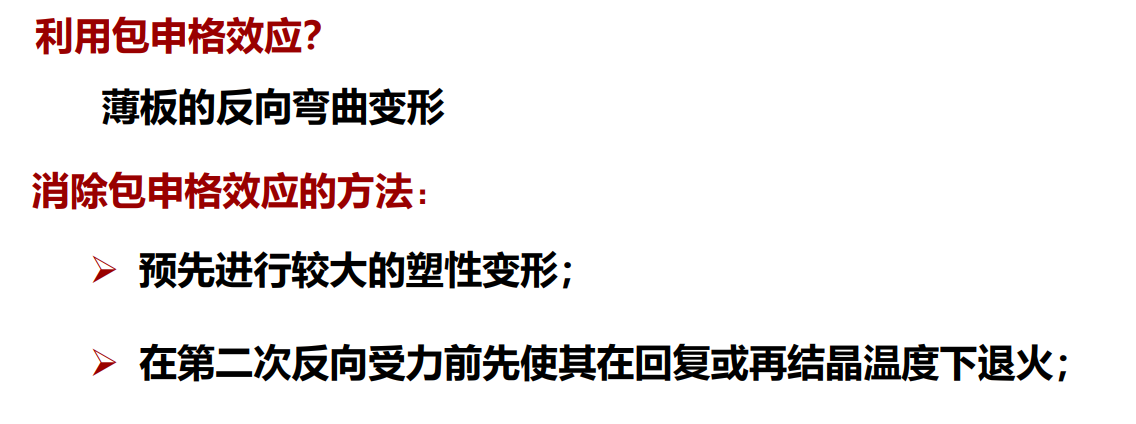 利用包申格效应？
薄板的反向弯曲变形
消除包申格效应的方法：
预先进行较大的塑性变形；
在第二次反向受力前先使其在回复或再结晶温度下退火；